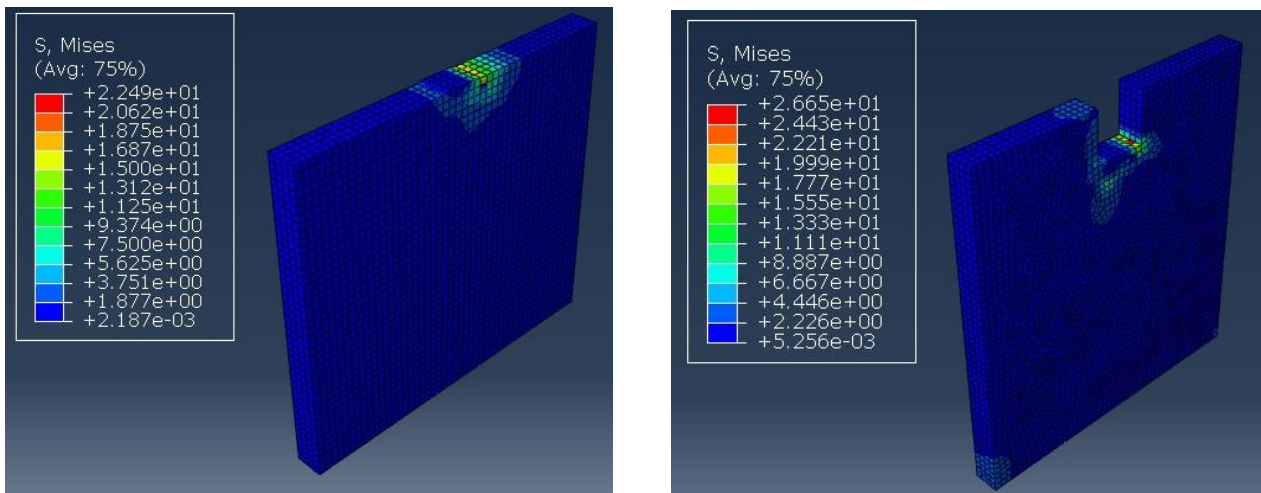 S, Mises
(Avg: 75%)
+2.249e+01
+2.062e+01
+1.875e+01
+1.687e+01
+1.500e+01
+1.312e+01
+1.125e+01
+9.374e+00
+7.500e+00
+5.625e+00
+3.751e+00
+1.877e+00
+2.187e-03
S, Mises
(Avg: 75%)
+2.665e+01
+2.443e+01
+2.221e+01
+1.999e+01
+1.777e+01
+1.555e+01
+1.333e+01
+1.111e+01
+8.887e+00
+6.667e+00
+4.446e+00
+2.226e+00
+5.256e-03